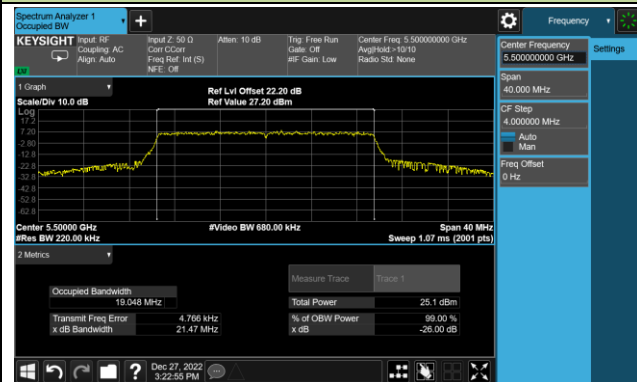 Spectrum Analyzer 1
Occupied BW
+
Frequency
KEYSIGHT
Input: RF
Coupling: AC
Align: Auto
Input Z: 50 Ω
Corr CCorr
Freq Ref: Int (S)
NFE: Off
Atten: 10 dB
Trig: Free Run
Gate: Off
#IF Gain: Low
Center Freq: 5.500000000 GHz
Avg|Hold:>10/10
Radio Std: None
LXI
Center Frequency
5.500000000 GHz
Settings
Span
40.000 MHz
CF Step
4.000000 MHz
Auto
Man
Freq Offset
0 Hz
1 Graph
Scale/Div 10.0 dB
Ref Lvl Offset 22.20 dB
Ref Value 27.20 dBm
Log
17.2
7.20
-2.80
-12.8
-22.8
-32.8
-42.8
-52.8
-62.8
Center 5.50000 GHz
#Res BW 220.00 kHz
#Video BW 680.00 kHz
Span 40 MHz
Sweep 1.07 ms (2001 pts)
2 Metrics
Measure Trace
Trace 1
Occupied Bandwidth
19.048 MHz
Total Power
25.1 dBm
Transmit Freq Error
4.766 kHz
% of OBW Power
99.00 %
x dB Bandwidth
21.47 MHz
x dB
-26.00 dB
?
Dec 27, 2022
3:22:55 PM